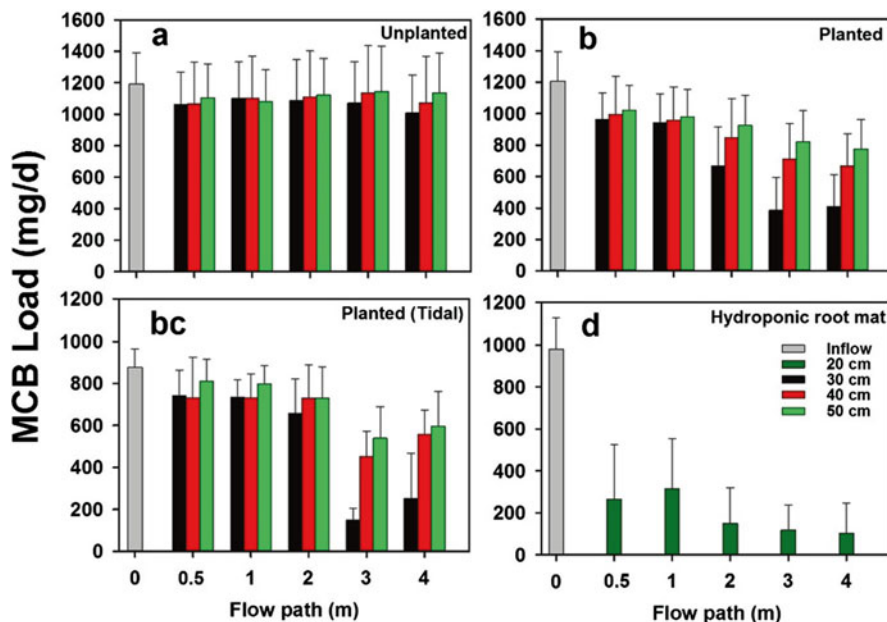 MCB Load (mg/d)
1600
1400
1200
1000
800
600
400
200
0
a
Unplanted
1600
1400
1200
1000
800
600
400
200
0
b
Planted
1200
1000
800
600
400
200
0
bc
Planted (Tidal)
0 0.5 1 2 3 4
Flow path (m)
1200
1000
800
600
400
200
0
d
Hydroponic root mat
Inflow
20 cm
30 cm
40 cm
50 cm
0 0.5 1 2 3 4
Flow path (m)